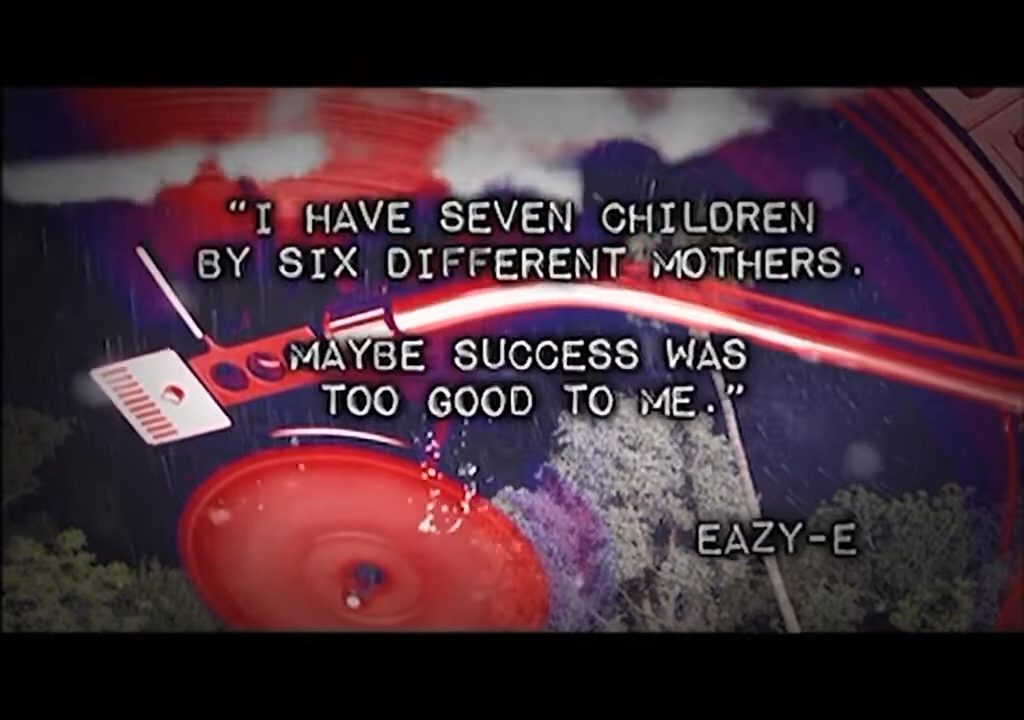 “I HAVE SEVEN CHILDREN
BY SIX DIFFERENT MOTHERS.
MAYBE SUCCESS WAS
TOO GOOD TO ME.”
EAZY-E